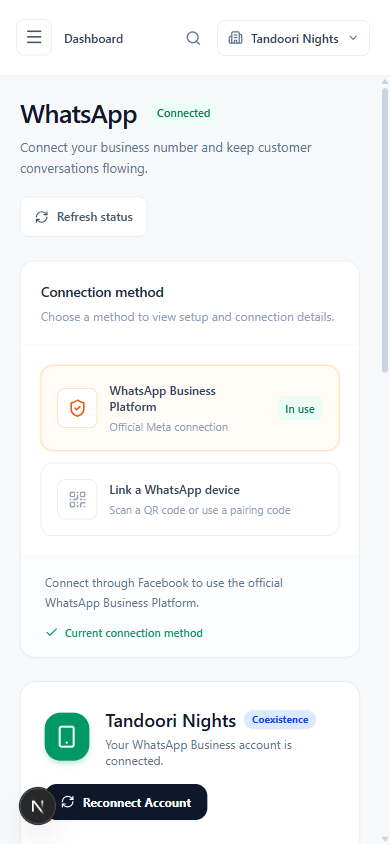 Dashboard
Tandoori Nights
WhatsApp
Connected
Connect your business number and keep customer
conversations flowing.
Refresh status
Connection method
Choose a method to view setup and connection details.
WhatsApp Business
Platform
In use
Official Meta connection
Link a WhatsApp device
Scan a QR code or use a pairing code
Connect through Facebook to use the official
WhatsApp Business Platform.
Current connection method
Tandoori Nights
Coexistence
Your WhatsApp Business account is
connected.
N
Reconnect Account